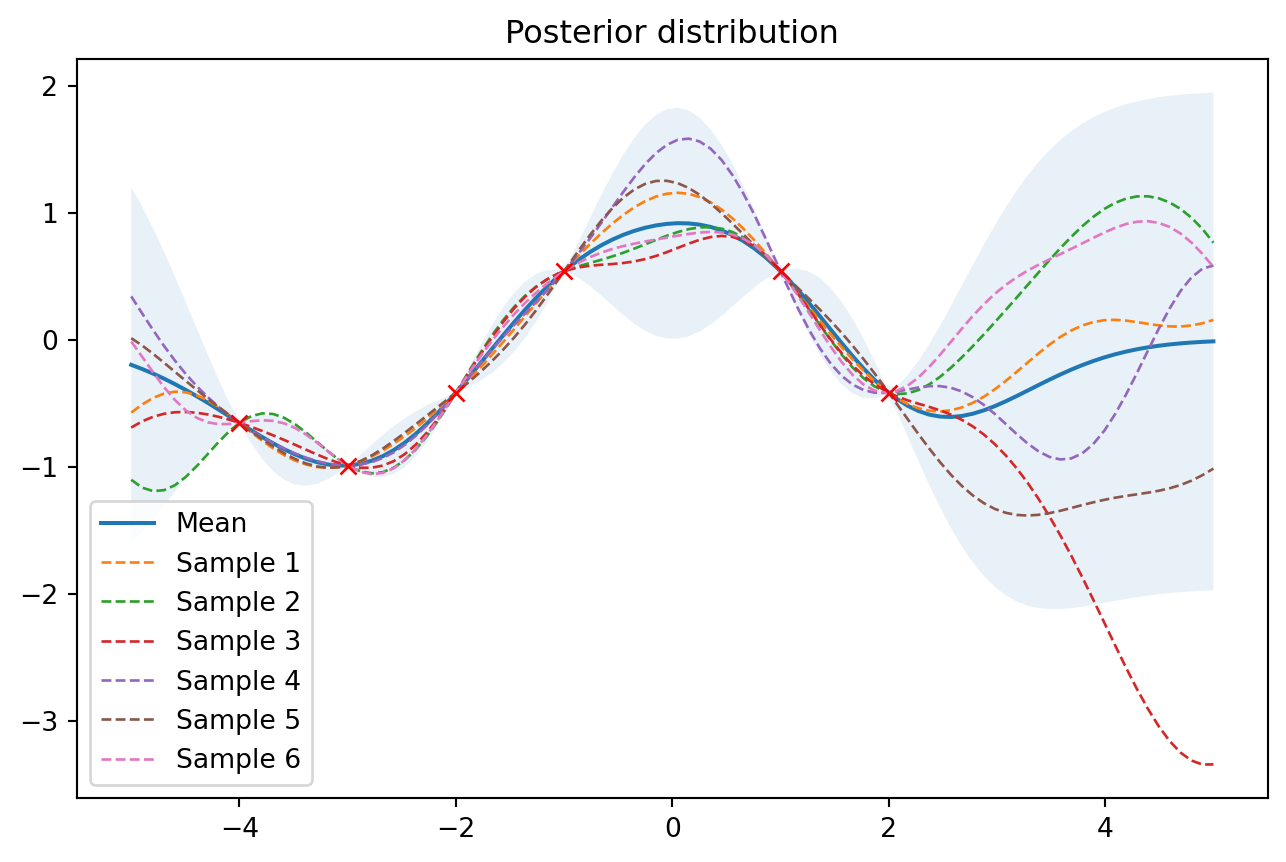 Posterior distribution
2
1
0
−1
−2
−3
Mean
Sample 1
Sample 2
Sample 3
Sample 4
Sample 5
Sample 6
−4
−2
0
2
4